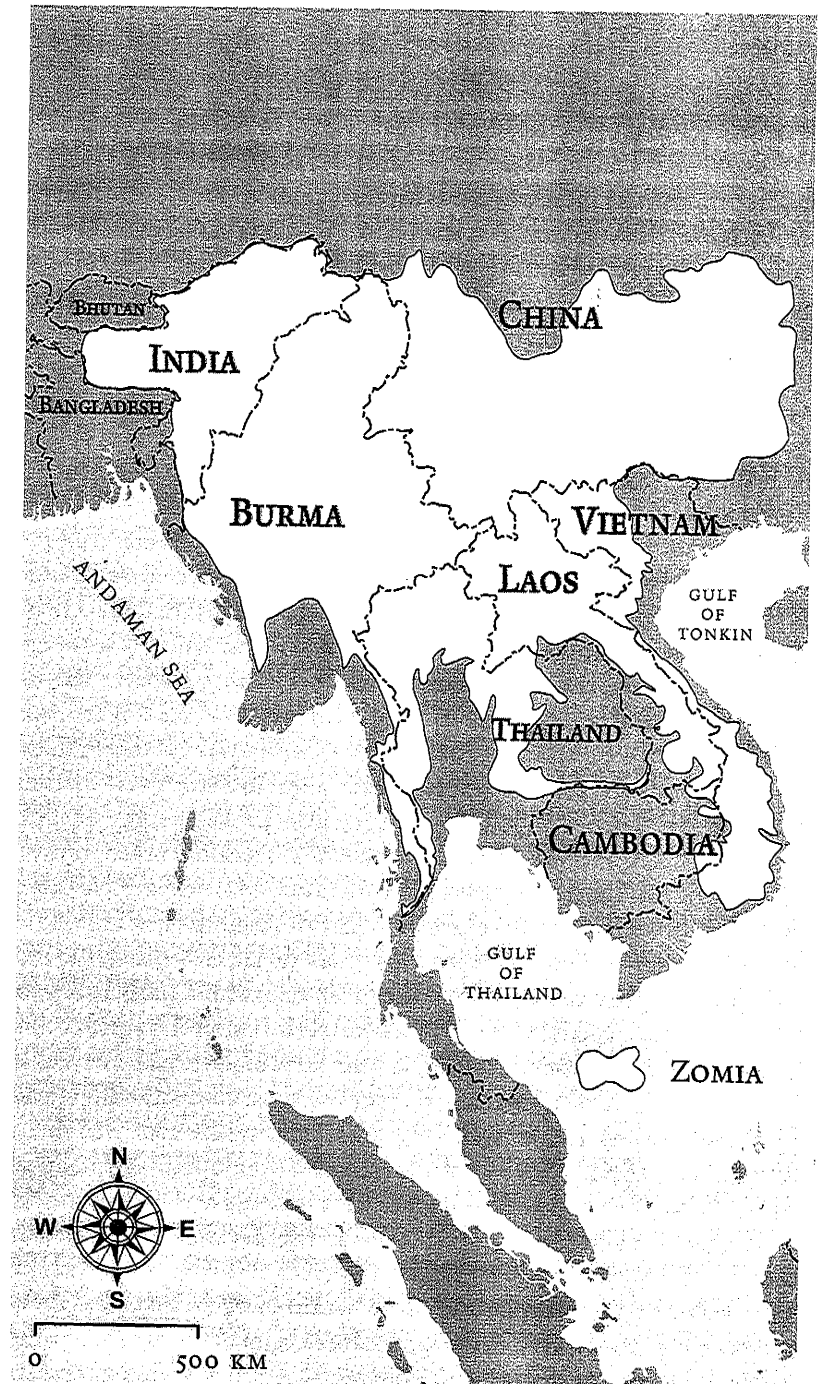 CHINA
BHUTAN
INDIA
BANGLADESH
BURMA
VIETNAM
LAOS
GULF
OF
TONKIN
ANDAMAN SEA
THAILAND
CAMBODIA
GULF
OF
THAILAND
ZOMIA
N
W E
S
0 500 KM